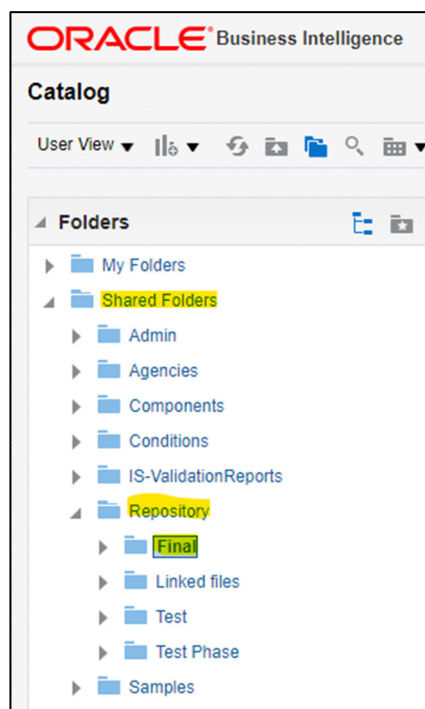 ORACLE Business Intelligence
Catalog
User View
Folders
My Folders
Shared Folders
Admin
Agencies
Components
Conditions
IS-ValidationReports
Repository
Final
Linked files
Test
Test Phase
Samples